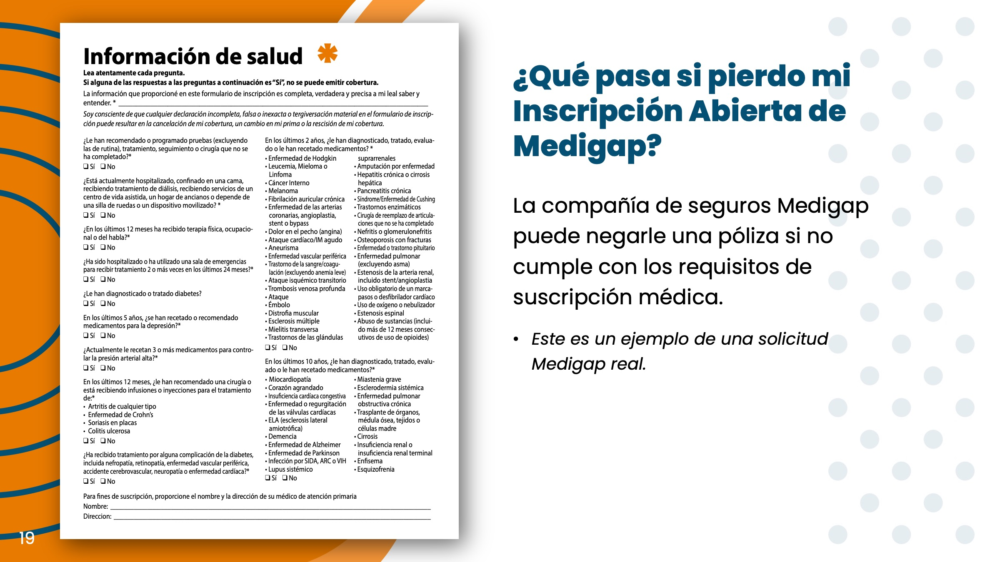 Información de salud *
Lea atentamente cada pregunta.
Si alguna de las respuestas a las preguntas a continuación es “Sí”, no se puede emitir cobertura.
La información que proporcioné en este formulario de inscripción es completa, verdadera y precisa a mi leal saber y
entender. *
Soy consciente de que cualquier declaración incompleta, falsa o inexacta o tergiversación material en el formulario de inscrip-
ción puede resultar en la cancelación de mi cobertura, un cambio en mi prima o la rescisión de mi cobertura.
¿Le han recomendado o programado pruebas (excluyendo
las de rutina), tratamiento, seguimiento o cirugía que no se
ha completado?*
❑ Sí ❑ No
¿Está actualmente hospitalizado, confinado en una cama,
recibiendo tratamiento de diálisis, recibiendo servicios de un
centro de vida asistida, un hogar de ancianos o depende de
una silla de ruedas o un dispositivo movilizado? *
❑ Sí ❑ No
¿En los últimos 12 meses ha recibido terapia física, ocupacio-
nal o del habla?*
❑ Sí ❑ No
¿Ha sido hospitalizado o ha utilizado una sala de emergencias
para recibir tratamiento 2 o más veces en los últimos 24 meses?*
❑ Sí ❑ No
¿Le han diagnosticado o tratado diabetes?
❑ Sí ❑ No
En los últimos 5 años, ¿se han recetado o recomendado
medicamentos para la depresión?*
❑ Sí ❑ No
¿Actualmente le recetan 3 o más medicamentos para contro-
lar la presión arterial alta?*
❑ Sí ❑ No
En los últimos 12 meses, ¿le han recomendado una cirugía o
está recibiendo infusiones o inyecciones para el tratamiento
de:*
• Artritis de cualquier tipo
• Enfermedad de Crohn’s
• Soriasis en placas
• Colitis ulcerosa
❑ Sí ❑ No
¿Ha recibido tratamiento por alguna complicación de la diabetes,
incluida nefropatía, retinopatía, enfermedad vascular periférica,
accidente cerebrovascular, neuropatía o enfermedad cardíaca?*
❑ Sí ❑ No
En los últimos 2 años, ¿le han diagnosticado, tratado, evalua-
do o le han recetado medicamentos? *
• Enfermedad de Hodgkin
• Leucemia, Mieloma o
Linfoma
• Cáncer Interno
• Melanoma
• Fibrilación auricular crónica
• Enfermedad de las arterias
coronarias, angioplastia,
stent o bypass
• Dolor en el pecho (angina)
• Ataque cardíaco/IM agudo
• Aneurisma
• Enfermedad vascular periférica
• Trastorno de la sangre/coagu-
lación (excluyendo anemia leve)
• Ataque isquémico transitorio
• Trombosis venosa profunda
• Ataque
• Émbolo
• Distrofia muscular
• Esclerosis múltiple
• Mielitis transversa
• Trastornos de las glándulas
suprarrenales
• Amputación por enfermedad
• Hepatitis crónica o cirrosis
hepática
• Pancreatitis crónica
• Síndrome/Enfermedad de Cushing
• Trastornos enzimáticos
• Cirugía de reemplazo de articula-
ciones que no se ha completado
• Nefritis o glomerulonefritis
• Osteoporosis con fracturas
• Enfermedad o trastorno pituitario
• Enfermedad pulmonar
(excluyendo asma)
• Estenosis de la arteria renal,
incluido stent/angioplastia
• Uso obligatorio de un marca-
pasos o desfibrilador cardíaco
• Uso de oxígeno o nebulizador
• Estenosis espinal
• Abuso de sustancias (inclui-
do más de 12 meses consec-
utivos de uso de opioides)
❑ Sí ❑ No
En los últimos 10 años, ¿le han diagnosticado, tratado, evalu-
ado o le han recetado medicamentos?*
• Miocardiopatía
• Corazón agrandado
• Insuficiencia cardíaca congestiva
• Enfermedad o regurgitación
de las válvulas cardíacas
• ELA (esclerosis lateral
amiotrófica)
• Demencia
• Enfermedad de Alzheimer
• Enfermedad de Parkinson
• Infección por SIDA, ARC o VIH
• Lupus sistémico
• Miastenia grave
• Esclerodermia sistémica
• Enfermedad pulmonar
obstructiva crónica
• Trasplante de órganos,
médula ósea, tejidos o
células madre
• Cirrosis
• Insuficiencia renal o
insuficiencia renal terminal
• Enfisema
• Esquizofrenia
❑ Sí ❑ No
Para fines de suscripción, proporcione el nombre y la dirección de su médico de atención primaria
Nombre:
Direccion:
19
¿Qué pasa si pierdo mi
Inscripción Abierta de
Medigap?
La compañía de seguros Medigap
puede negarle una póliza si no
cumple con los requisitos de
suscripción médica.
• Este es un ejemplo de una solicitud
Medigap real.